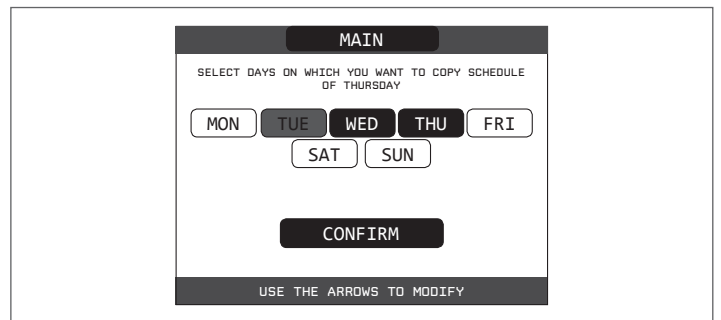 MAIN
SELECT DAYS ON WHICH YOU WANT TO COPY SCHEDULE
OF THURSDAY
MON TUE WED THU FRI
SAT SUN
CONFIRM
USE THE ARROWS TO MODIFY